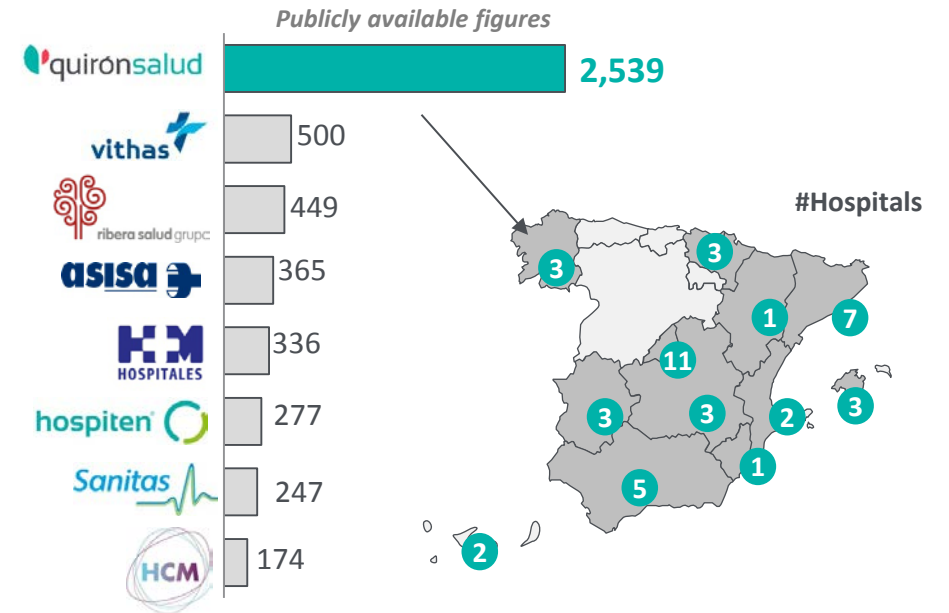 Publicly available figures
quirónsalud
2,539
vithas
500
ribera salud grupc
449
asisa
365
HM
HOSPITALES
336
hospiten
277
Sanitas
247
HCM
174
#Hospitals
3
3
1
7
11
3
3
2
3
1
5
2